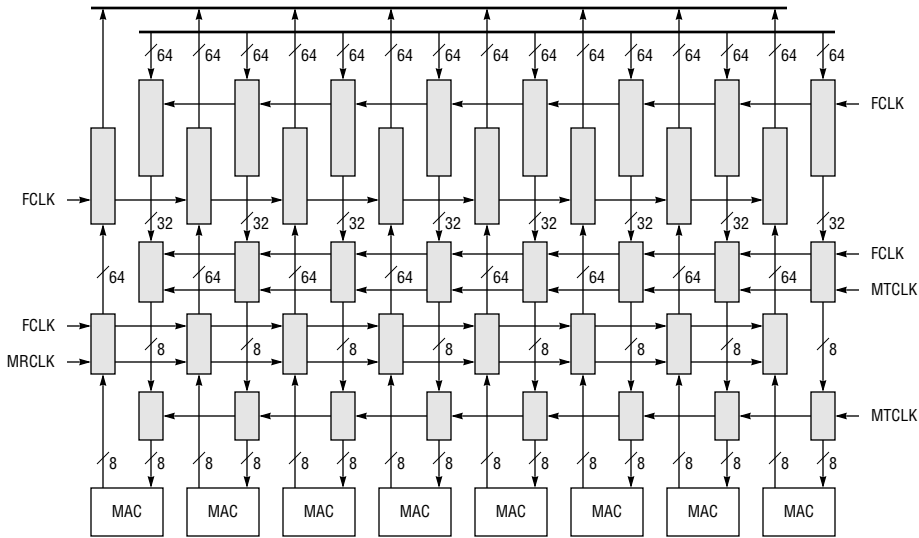 64 64 64 64 64 64 64 64 64 64 64 64 64 64 64
FCLK
FCLK
32 32 32 32 32 32 32 32
FCLK
64 64 64 64 64 64 64 64
MTCLK
FCLK
8 8 8 8 8 8 8 8
MRCLK
MTCLK
8 8 8 8 8 8 8 8 8 8 8 8 8 8 8 8
MAC MAC MAC MAC MAC MAC MAC MAC